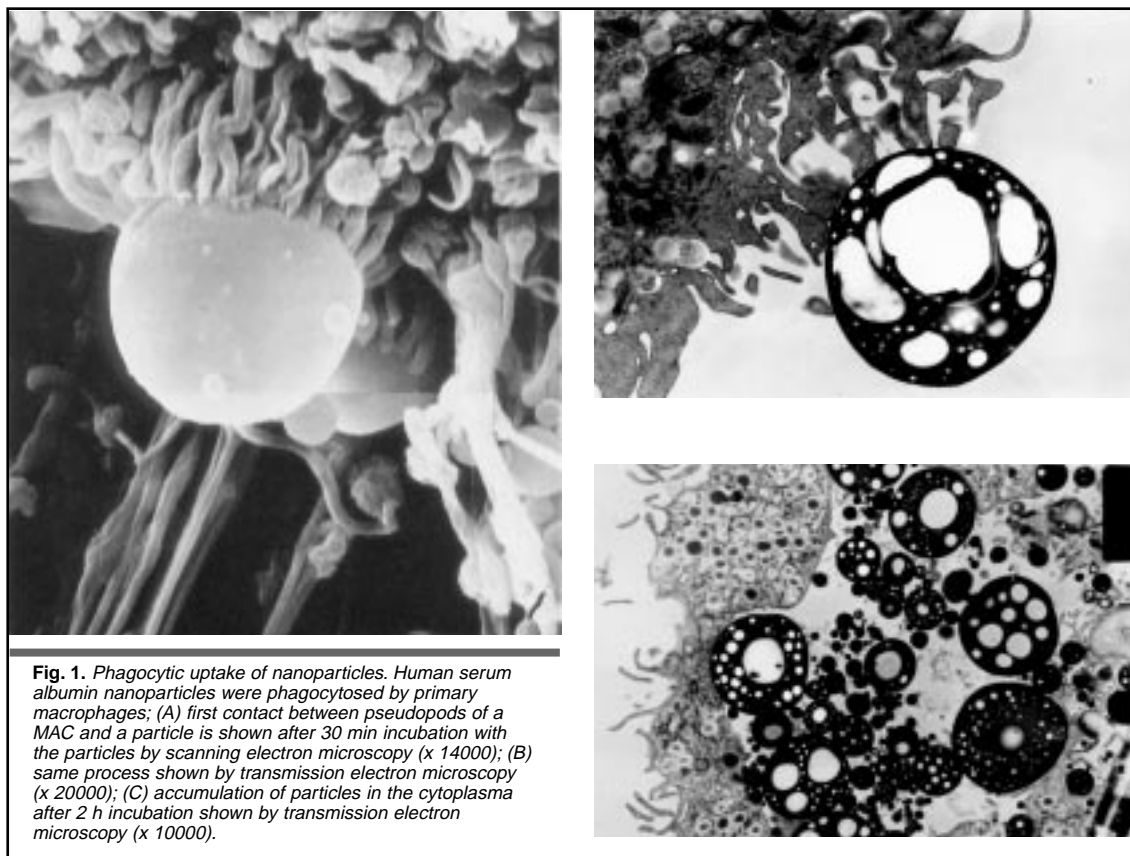 Fig. 1. Phagocytic uptake of nanoparticles. Human serum
albumin nanoparticles were phagocytosed by primary
macrophages; (A) first contact between pseudopods of a
MAC and a particle is shown after 30 min incubation with
the particles by scanning electron microscopy (x 14000); (B)
same process shown by transmission electron microscopy
(x 20000); (C) accumulation of particles in the cytoplasma
after 2 h incubation shown by transmission electron
microscopy (x 10000).